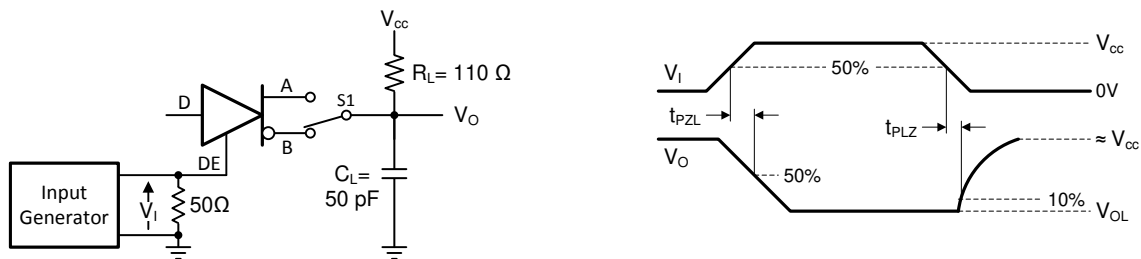 Vcc
RL= 110 Ω
A
S1
D
VO
B
DE
CL=
50 pF
Input
Generator
VI
50Ω
Vcc
VI
50%
0V
tPZL
tPLZ
≈ Vcc
VO
50%
10%
VOL